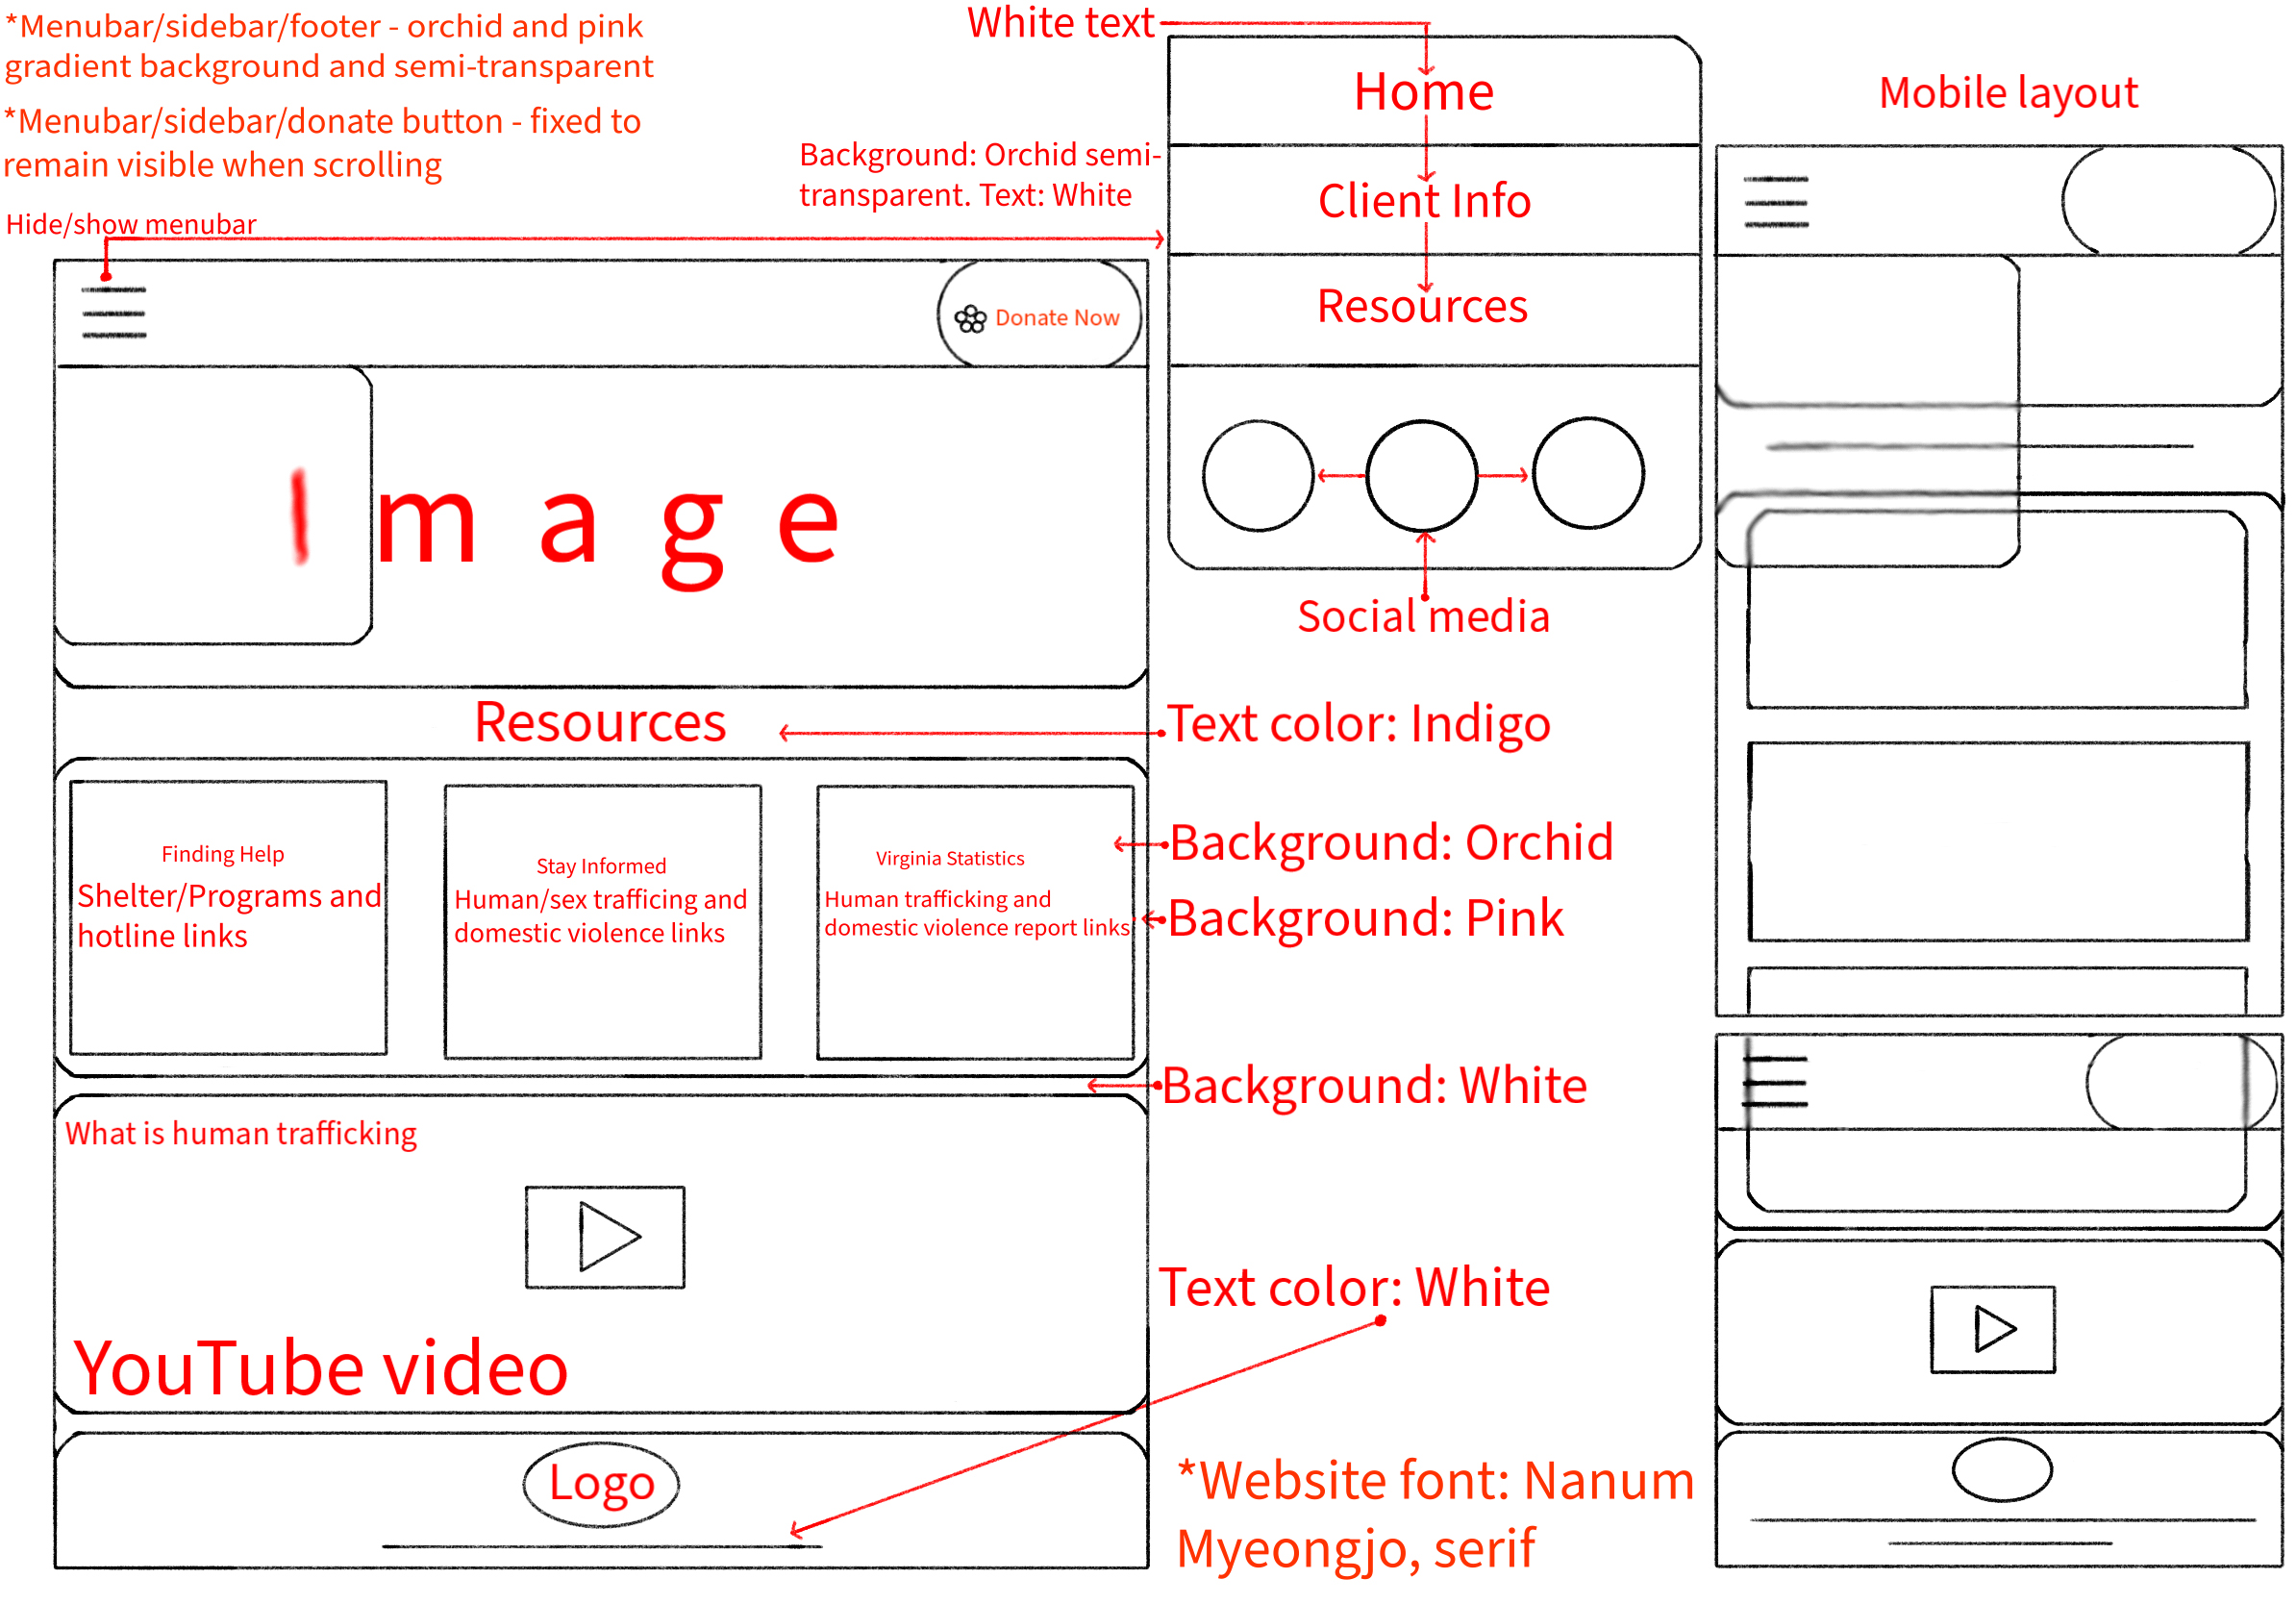 *Menubar/sidebar/footer - orchid and pink
gradient background and semi-transparent
*Menubar/sidebar/donate button - fixed to
remain visible when scrolling
Hide/show menubar
White text
Background: Orchid semi-
transparent. Text: White
Home
Client Info
Resources
Social media
Mobile layout
Donate Now
Image
Resources
Text color: Indigo
Finding Help
Shelter/Programs and
hotline links
Stay Informed
Human/sex trafficing and
domestic violence links
Virginia Statistics
Human trafficking and
domestic violence report links
Background: Orchid
Background: Pink
Background: White
What is human trafficking
YouTube video
Text color: White
Logo
*Website font: Nanum
Myeongjo, serif